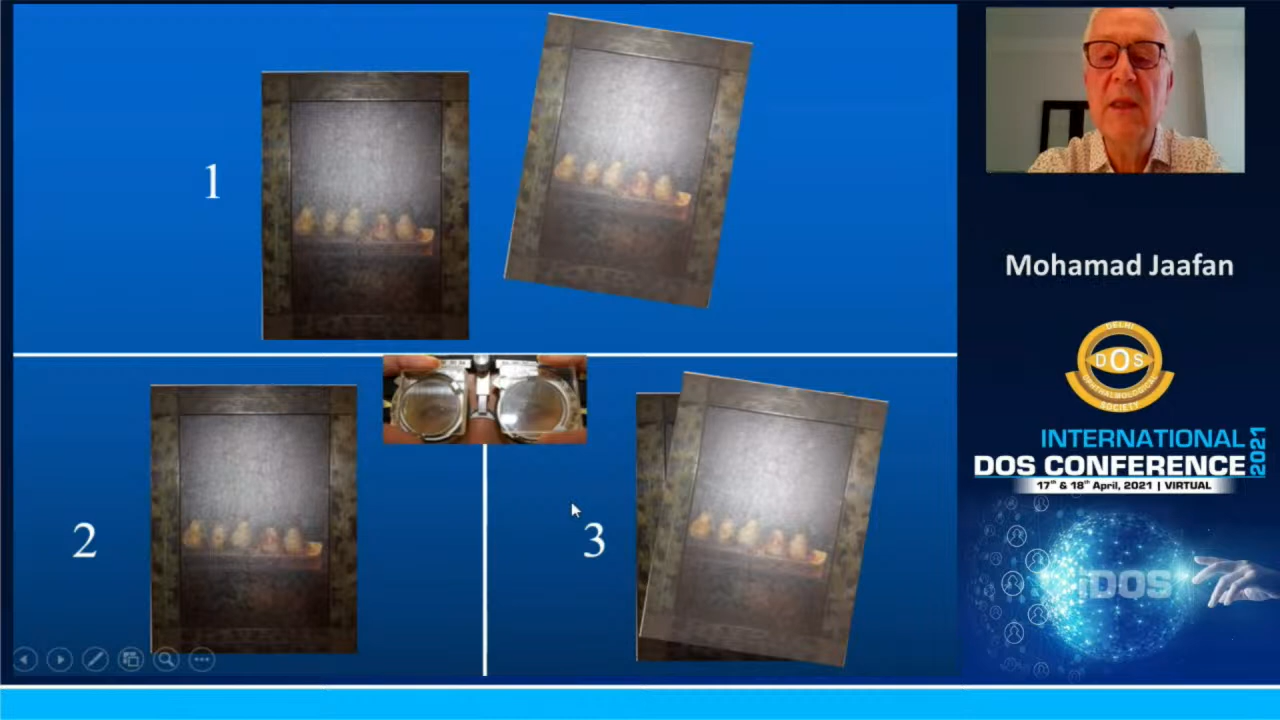 1
2
3
Mohamad Jaafan
DELHI
DOS
OPHTHALMOLOGICAL
SOCIETY
INTERNATIONAL
DOS CONFERENCE
2021
17th & 18th April, 2021 | VIRTUAL
iDOS